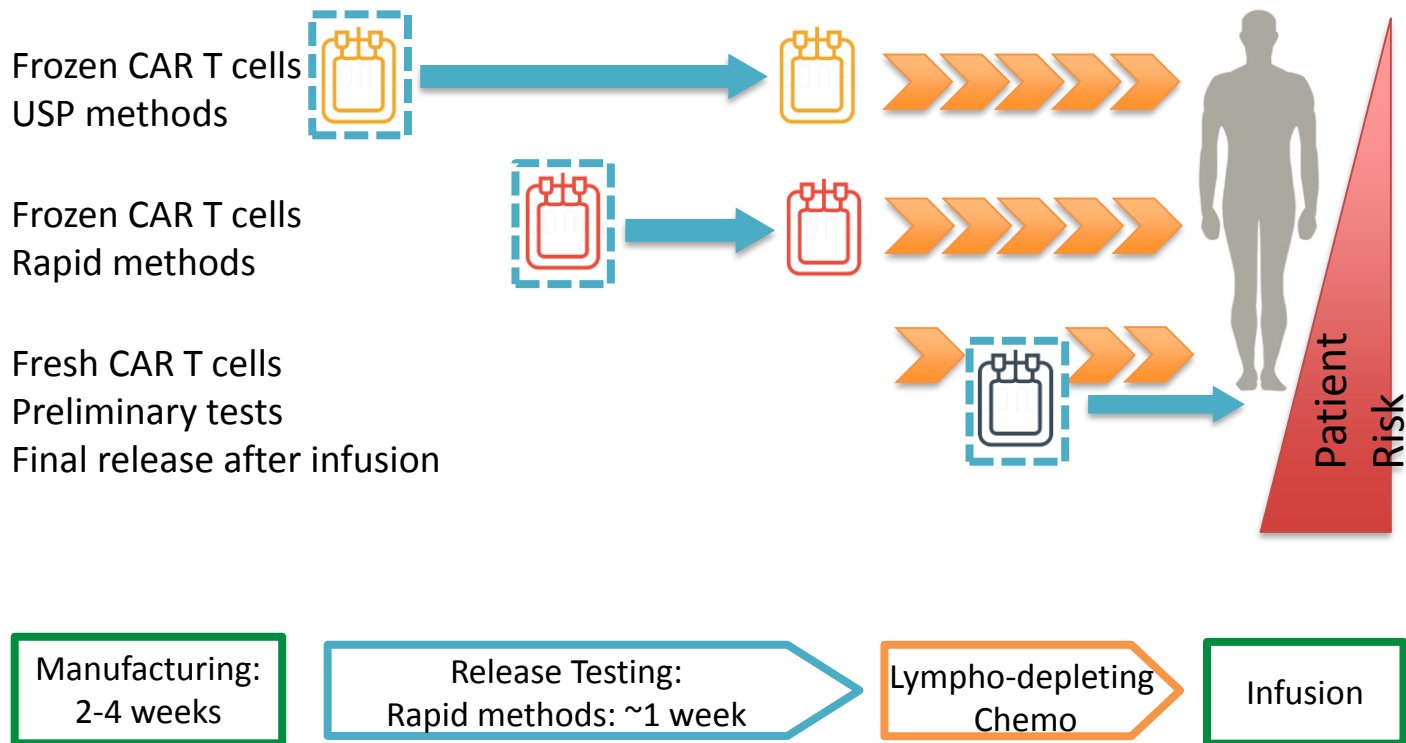 Frozen CAR T cells
USP methods
Frozen CAR T cells
Rapid methods
Fresh CAR T cells
Preliminary tests
Final release after infusion
Patient
Risk
Manufacturing:
2-4 weeks
Release Testing:
Rapid methods: ~1 week
Lympho-depleting
Chemo
Infusion